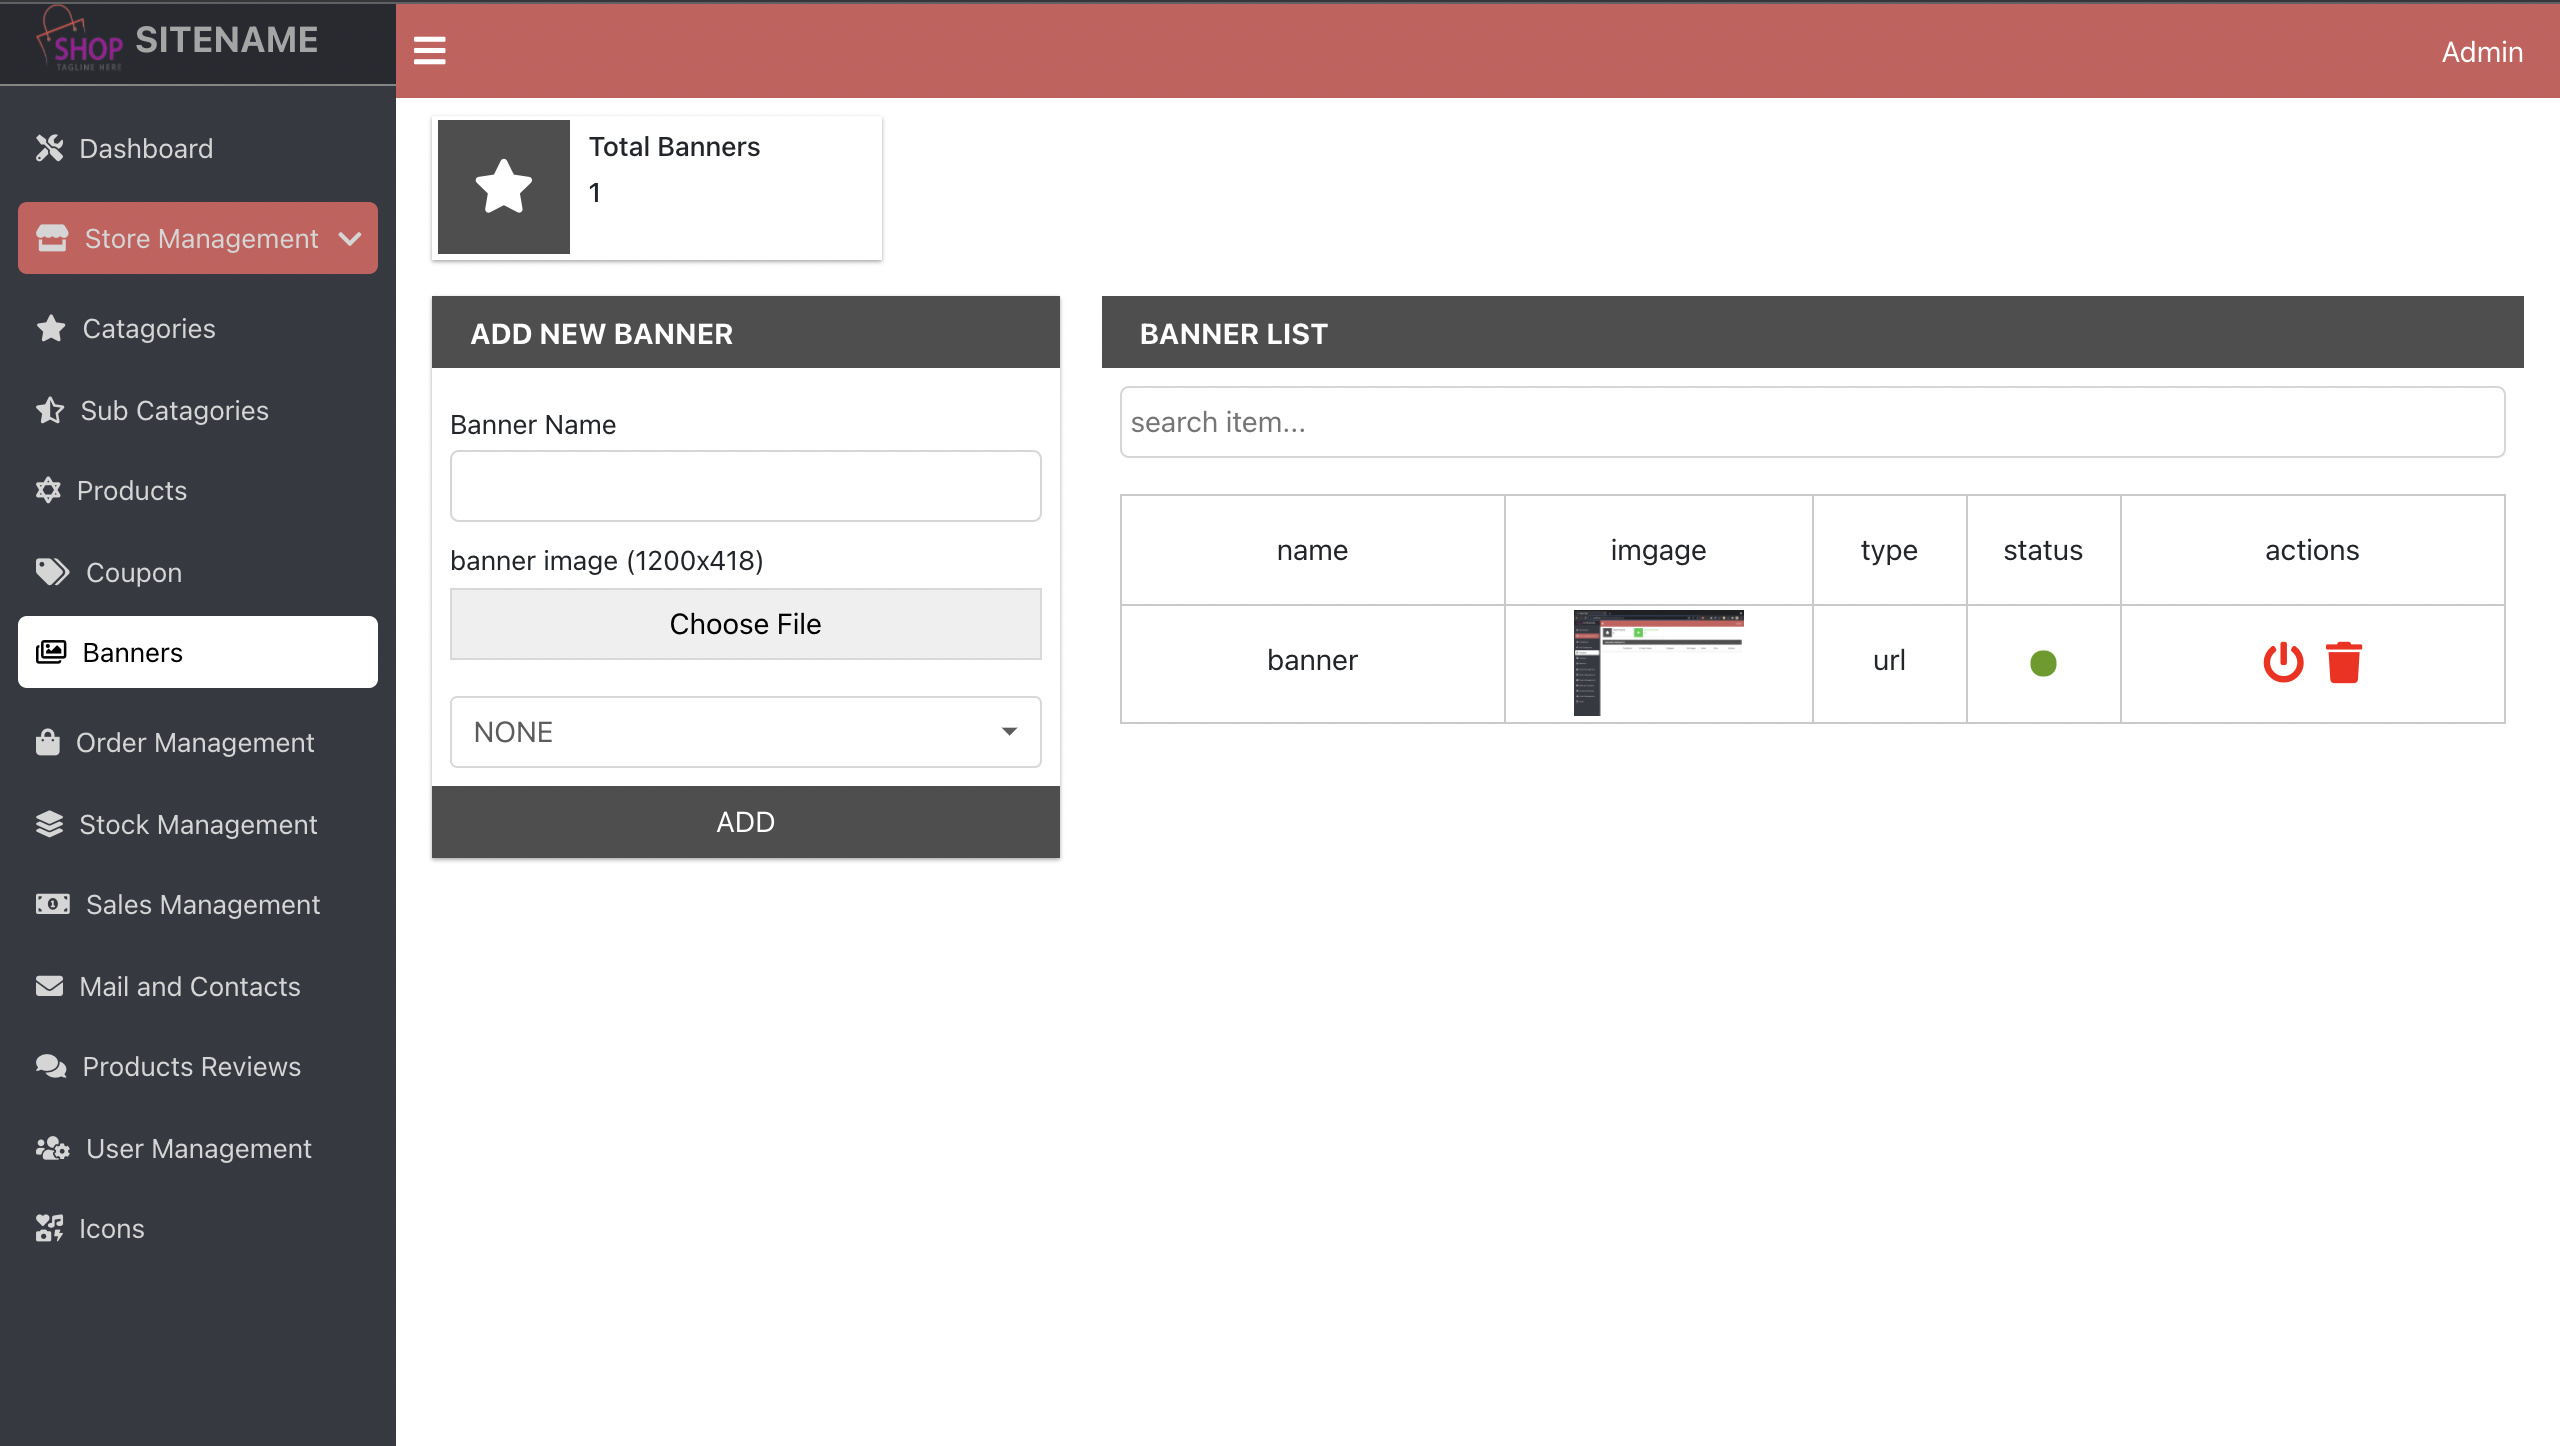 SHOP
TAGLINE HERE
SITENAME
Admin
Dashboard
Store Management
Catagories
Sub Catagories
Products
Coupon
Banners
Order Management
Stock Management
Sales Management
Mail and Contacts
Products Reviews
User Management
Icons
Total Banners
1
ADD NEW BANNER
Banner Name
banner image (1200x418)
Choose File
NONE
ADD
BANNER LIST
search item...
name imgage type status actions
banner url